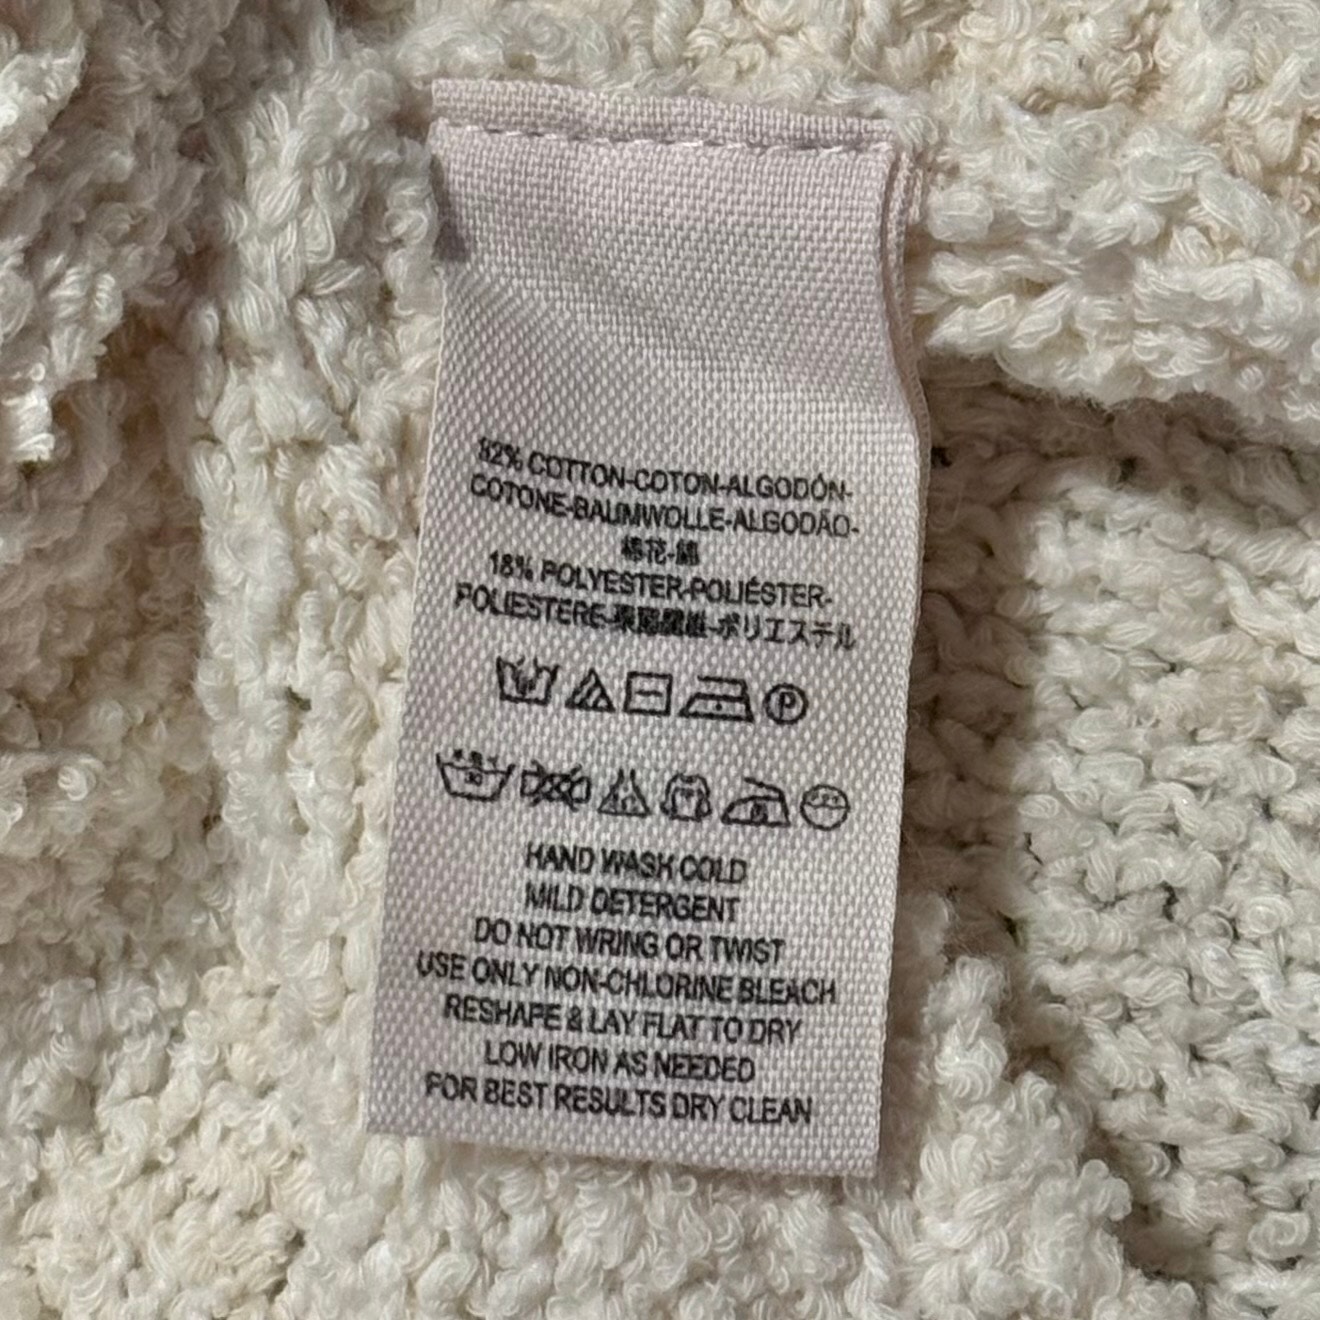 82% COTTON-COTON-ALGODÓN-
COTONE-BAUMWOLLE-ALGODÃO-
棉花-綿
18% POLYESTER-POLIÉSTER-
POLIESTERE-聚酯纖維-ポリエステル
P
30
HAND WASH COLD
MILD DETERGENT
DO NOT WRING OR TWIST
USE ONLY NON-CHLORINE BLEACH
RESHAPE & LAY FLAT TO DRY
LOW IRON AS NEEDED
FOR BEST RESULTS DRY CLEAN